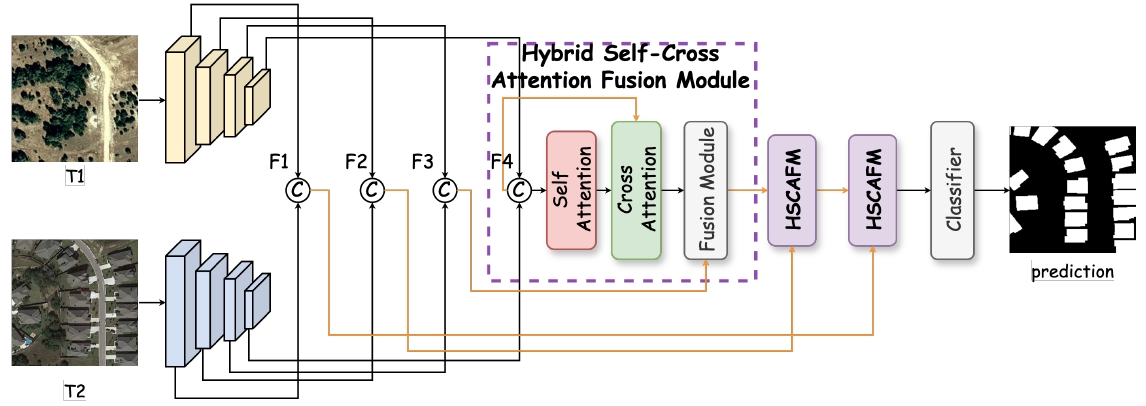 Hybrid Self-Cross
Attention Fusion Module
T1
F1
F2
F3
F4
C
C
C
C
Self
Attention
Cross
Attention
Fusion Module
HSCAFM
HSCAFM
Classifier
prediction
T2